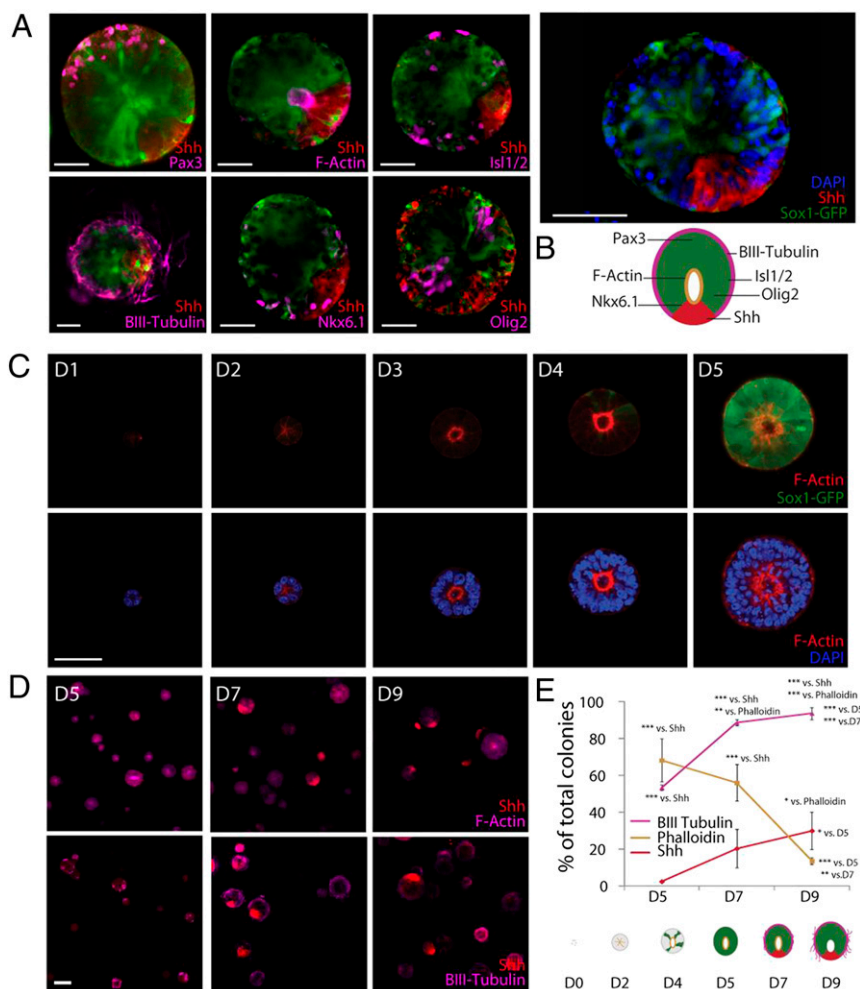 A
Shh
Pax3
Shh
F-Actin
Shh
Isl1/2
DAPI
Shh
Sox1-GFP
Shh
BIII-Tubulin
Shh
Nkx6.1
Shh
Olig2
B
Pax3
BIII-Tubulin
F-Actin
Isl1/2
Olig2
Nkx6.1
Shh
C
D1
D2
D3
D4
D5
F-Actin
Sox1-GFP
F-Actin
DAPI
D
D5
D7
D9
Shh
F-Actin
Shh
BIII-Tubulin
E
% of total colonies
100
80
60
40
20
0
*** vs. Shh
*** vs. Shh
*** vs. Shh
** vs. Phalloidin
*** vs. Shh
*** vs. Shh
*** vs. Phalloidin
*** vs. D5
*** vs.D7
* vs. Phalloidin
* vs. D5
*** vs. D5
** vs.D7
BIII Tubulin
Phalloidin
Shh
D5
D7
D9
D0
D2
D4
D5
D7
D9